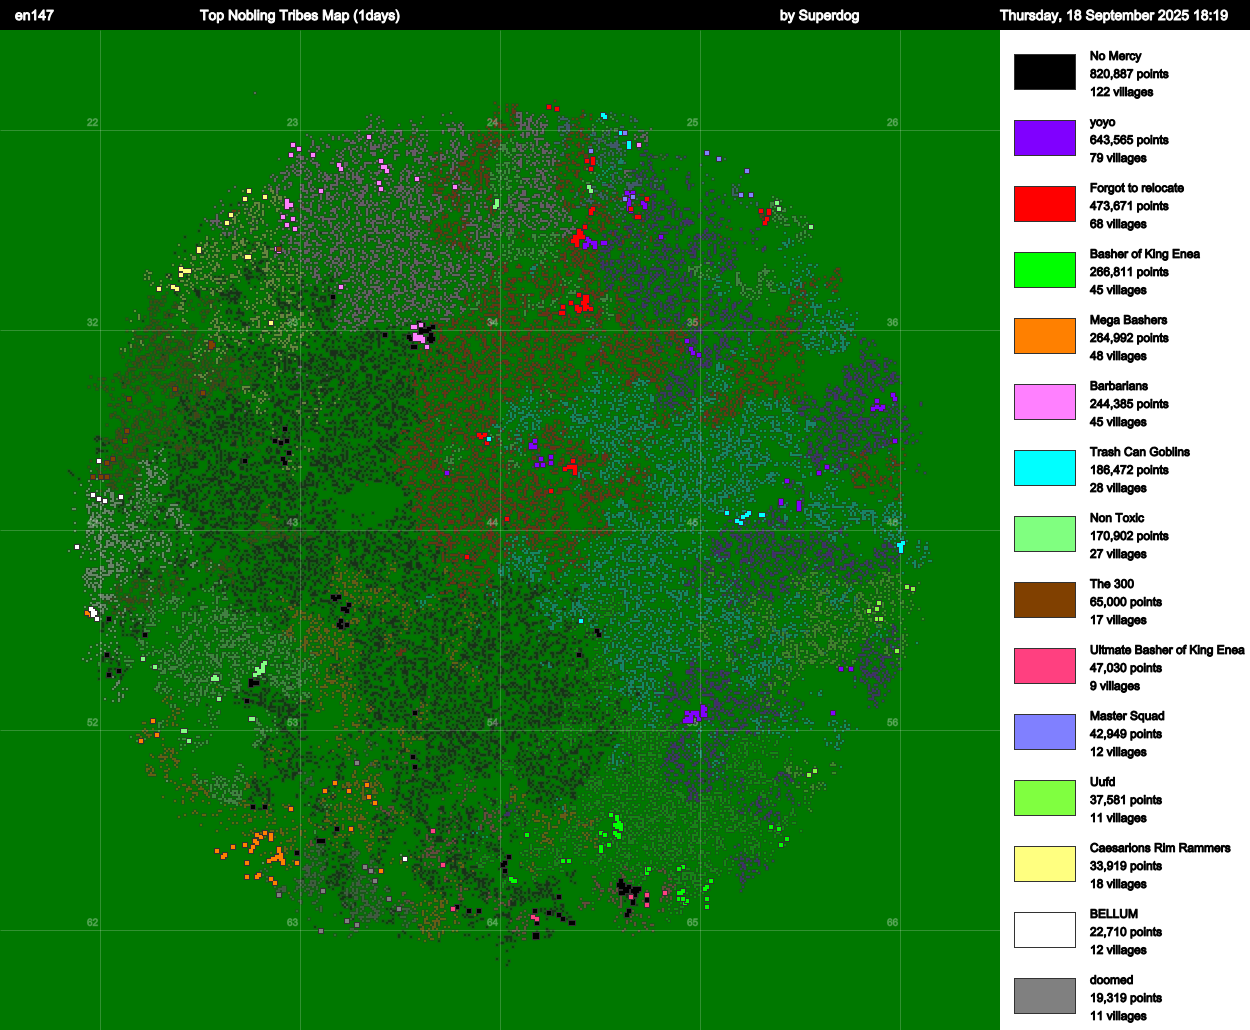 en147 Top Nobling Tribes Map (1days) by Superdog Thursday, 18 September 2025 18:19
No Mercy
820,887 points
122 villages
yoyo
643,565 points
79 villages
Forgot to relocate
473,671 points
68 villages
Basher of King Enea
266,811 points
45 villages
Mega Bashers
264,992 points
48 villages
Barbarians
244,385 points
45 villages
Trash Can Goblins
186,472 points
28 villages
Non Toxic
170,902 points
27 villages
The 300
65,000 points
17 villages
Ultmate Basher of King Enea
47,030 points
9 villages
Master Squad
42,949 points
12 villages
Uufd
37,581 points
11 villages
Caesarions Rim Rammers
33,919 points
18 villages
BELLUM
22,710 points
12 villages
doomed
19,319 points
11 villages
22 23 24 25 26
32 34 35 36
43 44 45 46
52 53 54 55 56
62 63 64 65 66